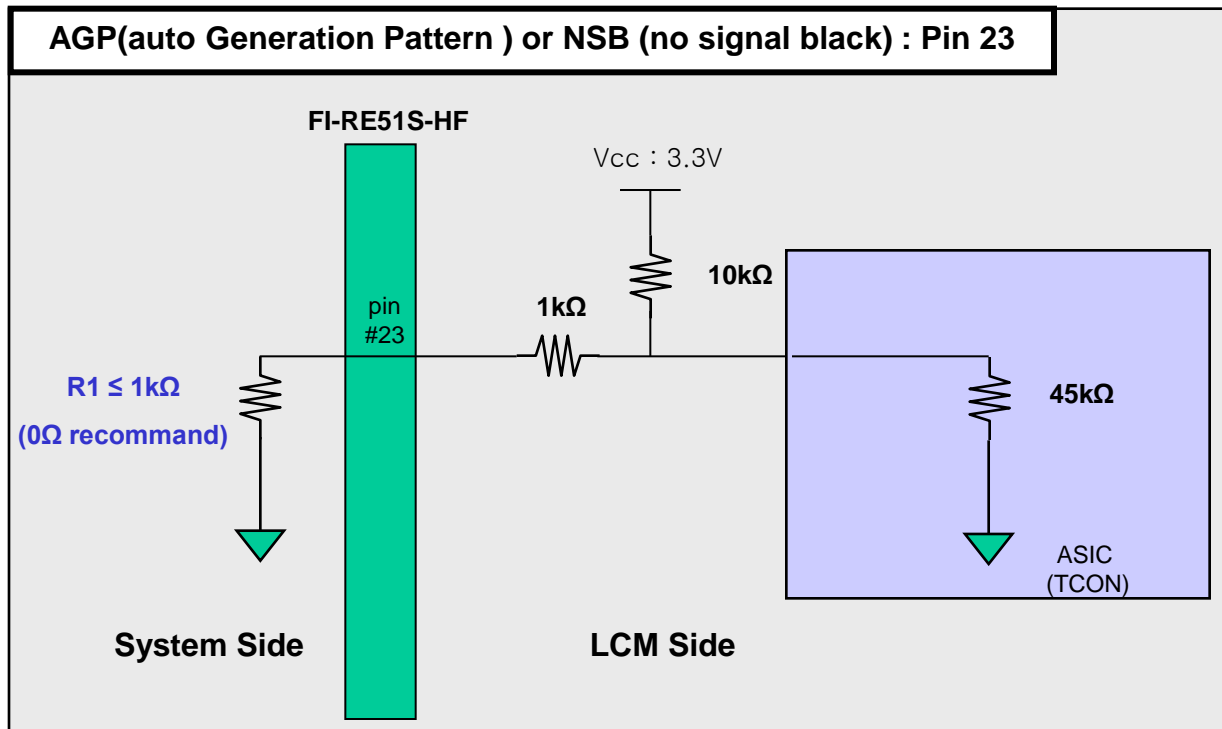 AGP(auto Generation Pattern ) or NSB (no signal black) : Pin 23
FI-RE51S-HF
Vcc : 3.3V
10kΩ
1kΩ
pin
#23
R1 ≤ 1kΩ
(0Ω recommand)
45kΩ
ASIC
(TCON)
System Side
LCM Side